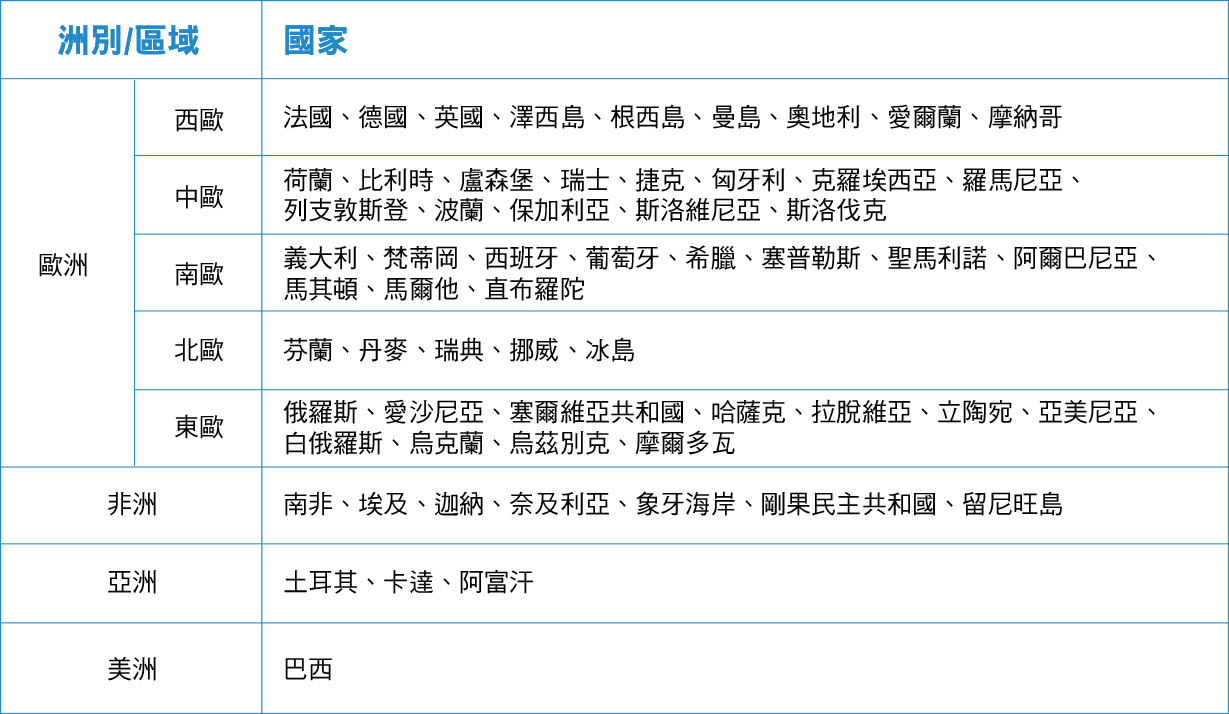 洲別/區域 國家
歐洲
西歐 法國、德國、英國、澤西島、根西島、曼島、奧地利、愛爾蘭、摩納哥
中歐 荷蘭、比利時、盧森堡、瑞士、捷克、匈牙利、克羅埃西亞、羅馬尼亞、
列支敦斯登、波蘭、保加利亞、斯洛維尼亞、斯洛伐克
南歐 義大利、梵蒂岡、西班牙、葡萄牙、希臘、塞普勒斯、聖馬利諾、阿爾巴尼亞、
馬其頓、馬爾他、直布羅陀
北歐 芬蘭、丹麥、瑞典、挪威、冰島
東歐 俄羅斯、愛沙尼亞、塞爾維亞共和國、哈薩克、拉脫維亞、立陶宛、亞美尼亞、
白俄羅斯、烏克蘭、烏茲別克、摩爾多瓦
非洲 南非、埃及、迦納、奈及利亞、象牙海岸、剛果民主共和國、留尼旺島
亞洲 土耳其、卡達、阿富汗
美洲 巴西